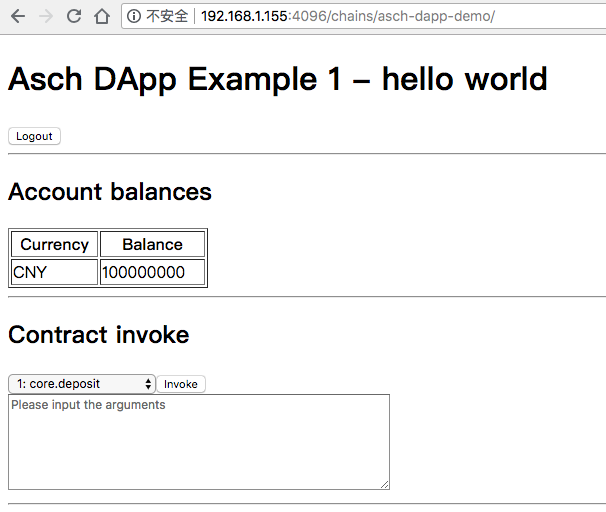 不安全 192.168.1.155:4096/chains/asch-dapp-demo/
Asch DApp Example 1 – hello world
Logout
Account balances
Currency Balance
CNY 100000000
Contract invoke
1: core.deposit Invoke
Please input the arguments